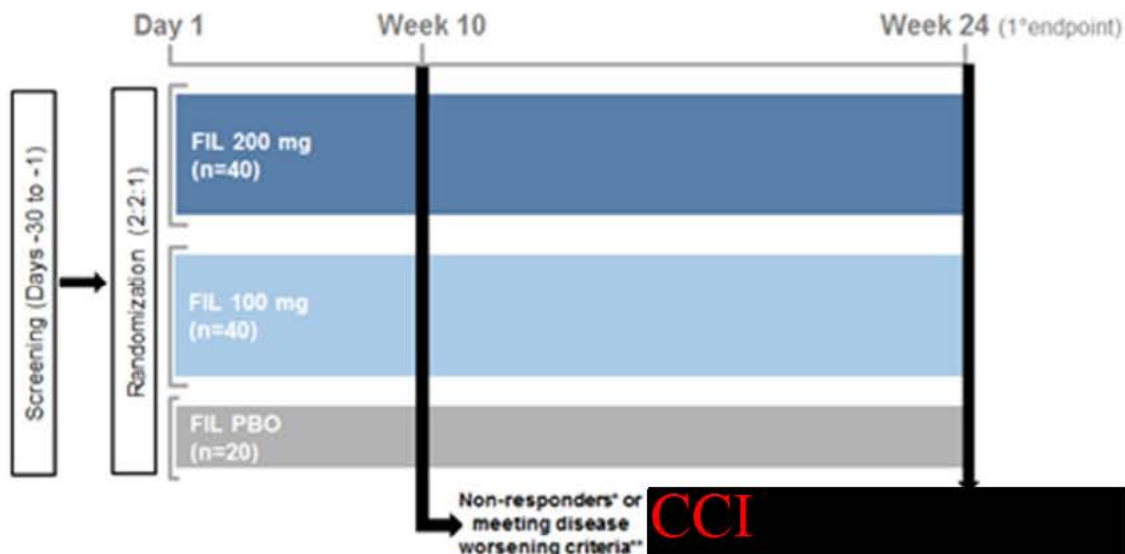 Day 1 Week 10 Week 24 (1°endpoint)
Screening (Days -30 to -1)
Randomization (2:2:1)
FIL 200 mg
(n=40)
FIL 100 mg
(n=40)
FIL PBO
(n=20)
Non-responders* or
meeting disease
worsening criteria**
CCI